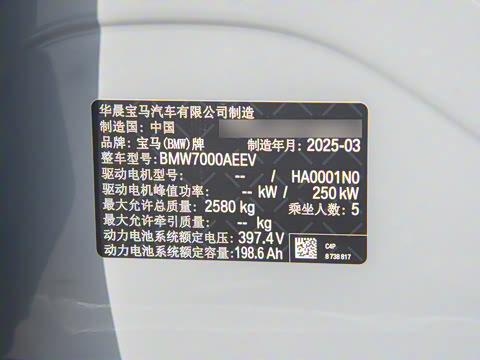 华晨宝马汽车有限公司制造
制造国: 中国
品牌: 宝马(BMW)牌 制造年月: 2025-03
整车型号:BMW7000AEEV
驱动电机型号: -- / HA0001N0
驱动电机峰值功率: -- kW / 250 kW
最大允许总质量: 2580 kg 乘坐人数: 5
最大允许牵引质量: -- kg
动力电池系统额定电压: 397.4 V
动力电池系统额定容量: 198.6 Ah
C4P
8 738 817